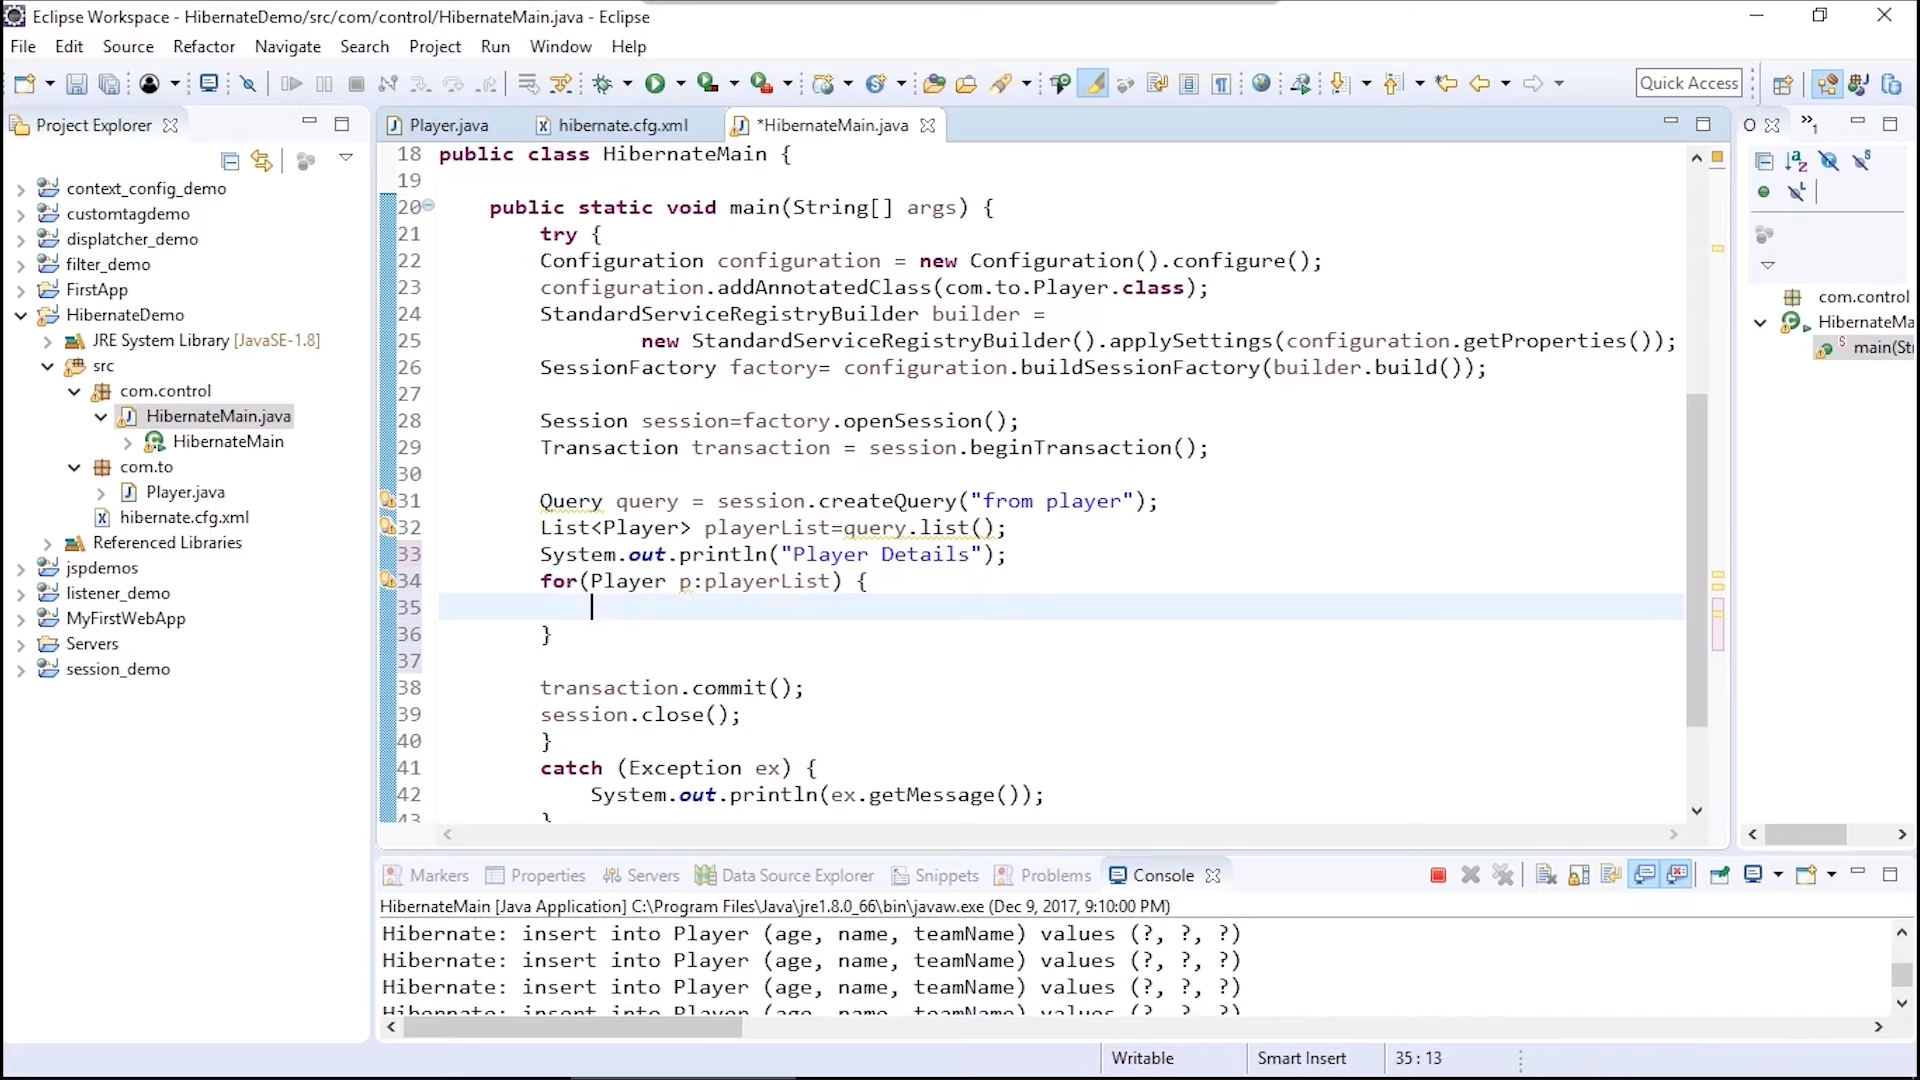 Eclipse Workspace - HibernateDemo/src/com/control/HibernateMain.java - Eclipse
File Edit Source Refactor Navigate Search Project Run Window Help
Quick Access
Project Explorer
context_config_demo
customtagdemo
displatcher_demo
filter_demo
FirstApp
HibernateDemo
JRE System Library [JavaSE-1.8]
src
com.control
HibernateMain.java
HibernateMain
com.to
Player.java
hibernate.cfg.xml
Referenced Libraries
jspdemos
listener_demo
MyFirstWebApp
Servers
session_demo
Player.java hibernate.cfg.xml *HibernateMain.java
18 public class HibernateMain {
19
20 public static void main(String[] args) {
21 try {
22 Configuration configuration = new Configuration().configure();
23 configuration.addAnnotatedClass(com.to.Player.class);
24 StandardServiceRegistryBuilder builder =
25 new StandardServiceRegistryBuilder().applySettings(configuration.getProperties());
26 SessionFactory factory= configuration.buildSessionFactory(builder.build());
27
28 Session session=factory.openSession();
29 Transaction transaction = session.beginTransaction();
30
31 Query query = session.createQuery("from player");
32 List<Player> playerList=query.list();
33 System.out.println("Player Details");
34 for(Player p:playerList) {
35
36 }
37
38 transaction.commit();
39 session.close();
40 }
41 catch (Exception ex) {
42 System.out.println(ex.getMessage());
43 }
O
com.control
HibernateMa
main(Sti
Markers Properties Servers Data Source Explorer Snippets Problems Console
HibernateMain [Java Application] C:\Program Files\Java\jre1.8.0_66\bin\javaw.exe (Dec 9, 2017, 9:10:00 PM)
Hibernate: insert into Player (age, name, teamName) values (?, ?, ?)
Hibernate: insert into Player (age, name, teamName) values (?, ?, ?)
Hibernate: insert into Player (age, name, teamName) values (?, ?, ?)
Hibernate: insert into Player (age, name, teamName) values (?, ?, ?)
Writable Smart Insert 35 : 13